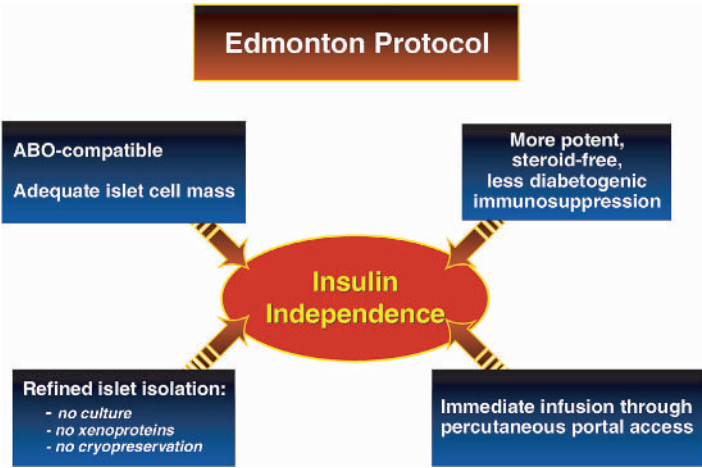 Edmonton Protocol
ABO-compatible
Adequate islet cell mass
More potent,
steroid-free,
less diabetogenic
immunosuppression
Insulin
Independence
Refined islet isolation:
- no culture
- no xenoproteins
- no cryopreservation
Immediate infusion through
percutaneous portal access